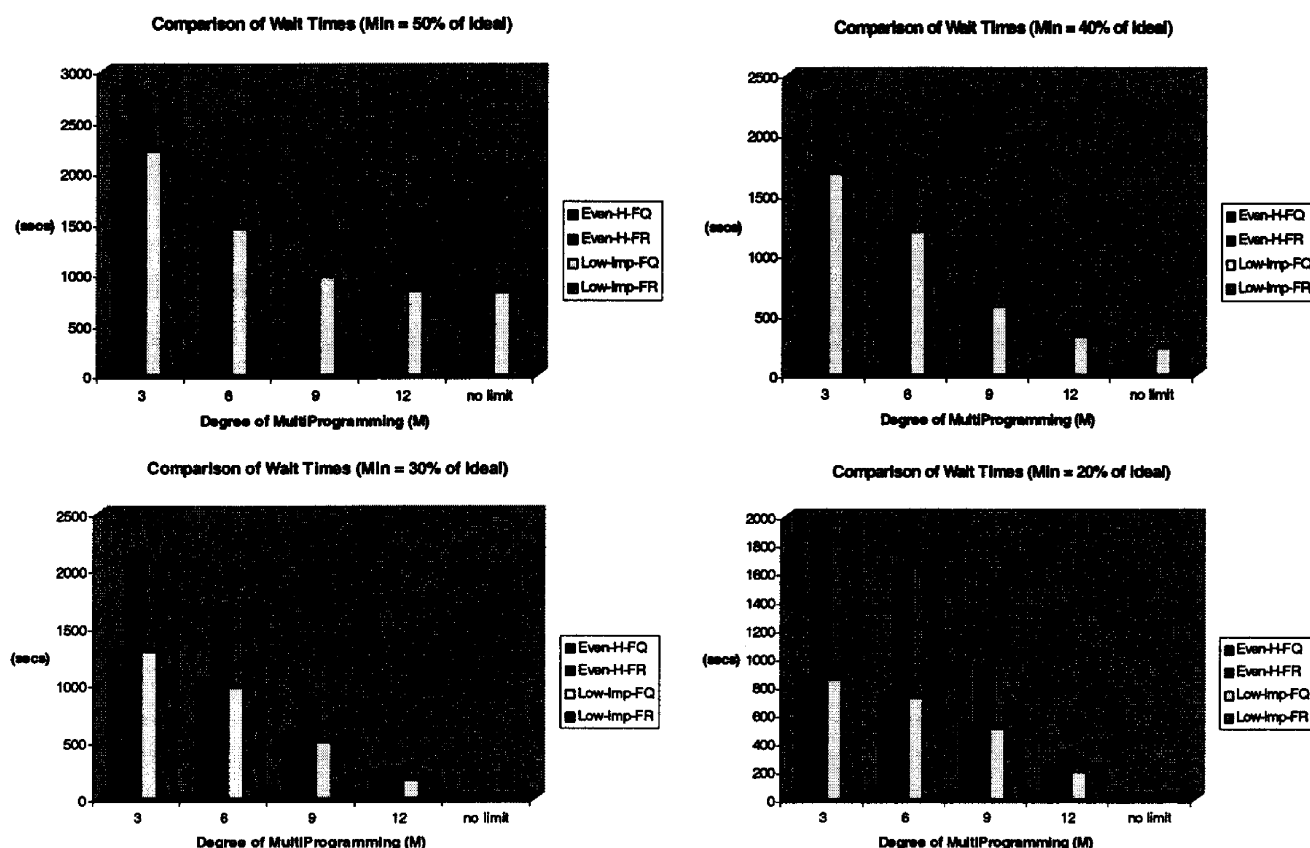 Comparison of Wait Times (Min = 50% of Ideal)
3000
2500
2000
1500
1000
500
0
(secs)
3 6 9 12 no limit
Degree of MultiProgramming (M)
Even-H-FQ
Even-H-FR
Low-Imp-FQ
Low-Imp-FR
Comparison of Wait Times (Min = 40% of Ideal)
2500
2000
1500
1000
500
0
(secs)
3 6 9 12 no limit
Degree of MultiProgramming (M)
Even-H-FQ
Even-H-FR
Low-Imp-FQ
Low-Imp-FR
Comparison of Wait Times (Min = 30% of Ideal)
2500
2000
1500
1000
500
0
(secs)
3 6 9 12 no limit
Degree of MultiProgramming (M)
Even-H-FQ
Even-H-FR
Low-Imp-FQ
Low-Imp-FR
Comparison of Wait Times (Min = 20% of Ideal)
2000
1800
1600
1400
1200
1000
800
600
400
200
0
(secs)
3 6 9 12 no limit
Degree of MultiProgramming (M)
Even-H-FQ
Even-H-FR
Low-Imp-FQ
Low-Imp-FR